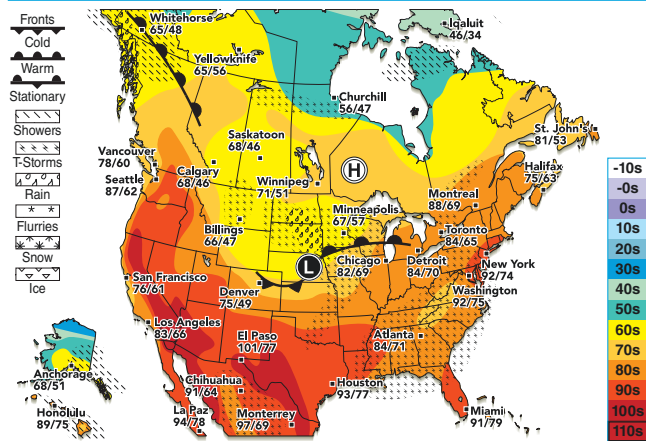 Fronts
Cold
Warm
Stationary
Showers
T-Storms
Rain
Flurries
Snow
Ice
Whitehorse
65/48
Yellowknife
65/56
Iqaluit
46/34
Churchill
56/47
St. John's
81/53
Vancouver
78/60
Seattle
87/62
Calgary
68/46
Saskatoon
68/46
Winnipeg
71/51
H
Halifax
75/63
Montreal
88/69
Billings
66/47
Minneapolis
67/57
Toronto
84/65
L
Chicago
82/69
Detroit
84/70
New York
92/74
Washington
92/75
San Francisco
76/61
Denver
75/49
Los Angeles
83/66
El Paso
101/77
Atlanta
84/71
Anchorage
68/51
Honolulu
89/75
Chihuahua
91/64
La Paz
94/78
Monterrey
97/69
Houston
93/77
Miami
91/79
-10s
-0s
0s
10s
20s
30s
40s
50s
60s
70s
80s
90s
100s
110s